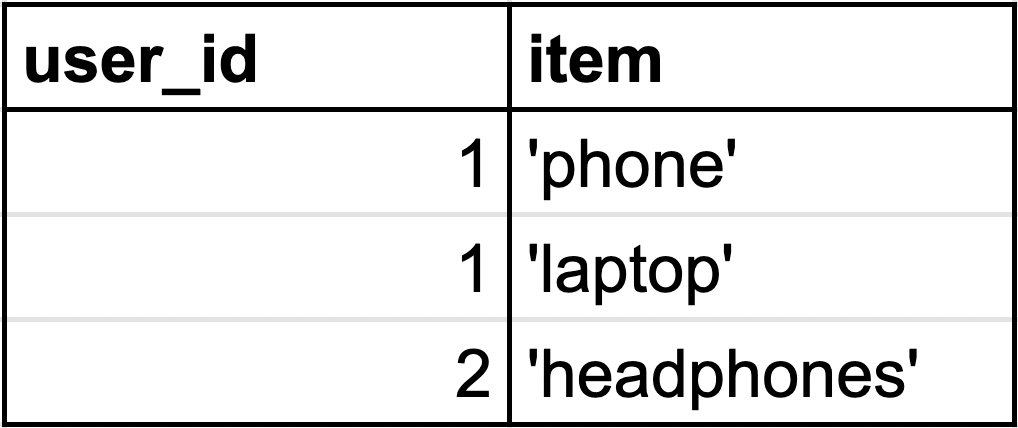 user_id item
1 'phone'
1 'laptop'
2 'headphones'